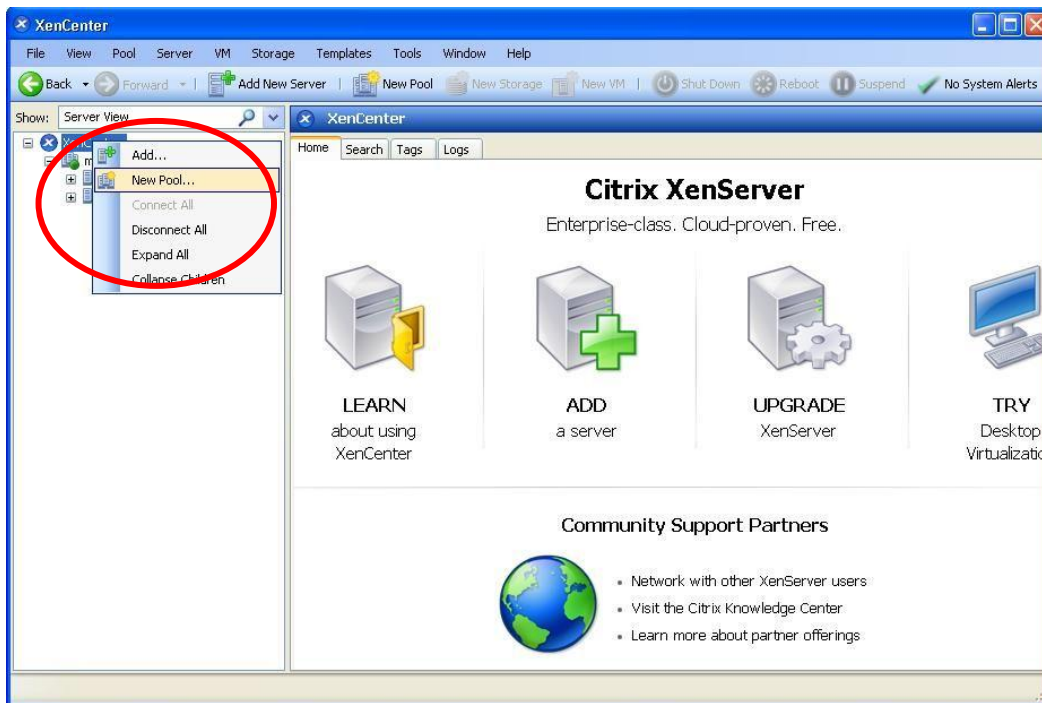 XenCenter
File View Pool Server VM Storage Templates Tools Window Help
Back Forward Add New Server New Pool New Storage New VM Shut Down Reboot Suspend No System Alerts
Show: Server View
XenCenter
Home Search Tags Logs
Add...
New Pool...
Connect All
Disconnect All
Expand All
Collapse Children
Citrix XenServer
Enterprise-class. Cloud-proven. Free.
LEARN
about using
XenCenter
ADD
a server
UPGRADE
XenServer
TRY
Desktop
Community Support Partners
• Network with other XenServer users
• Visit the Citrix Knowledge Center
• Learn more about partner offerings